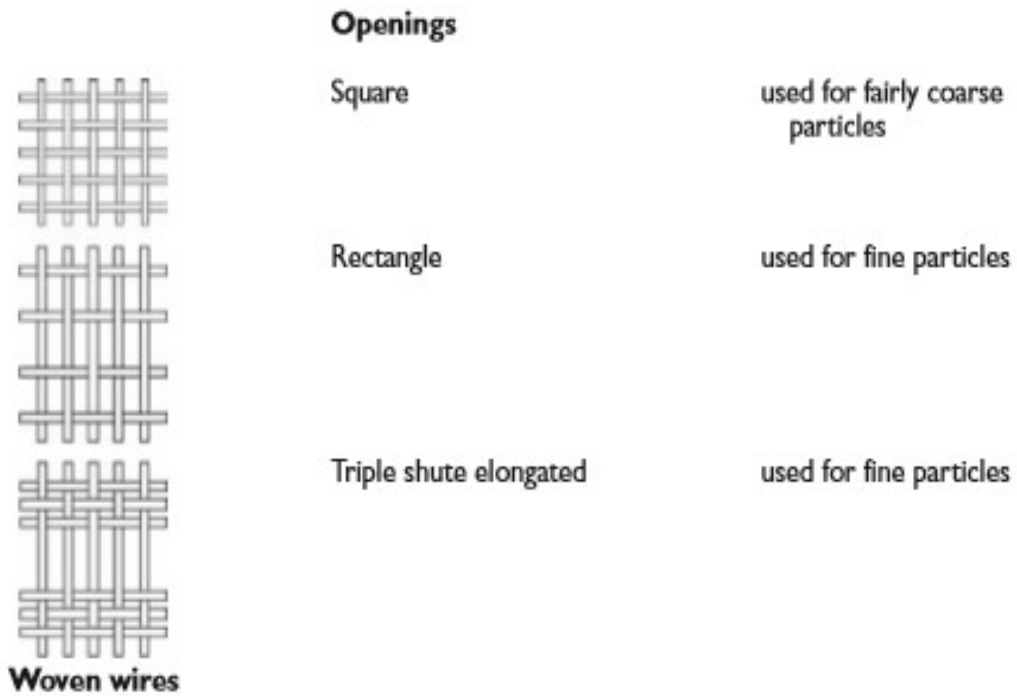 Openings
Square
used for fairly coarse
particles
Rectangle
used for fine particles
Triple shute elongated
used for fine particles
Woven wires